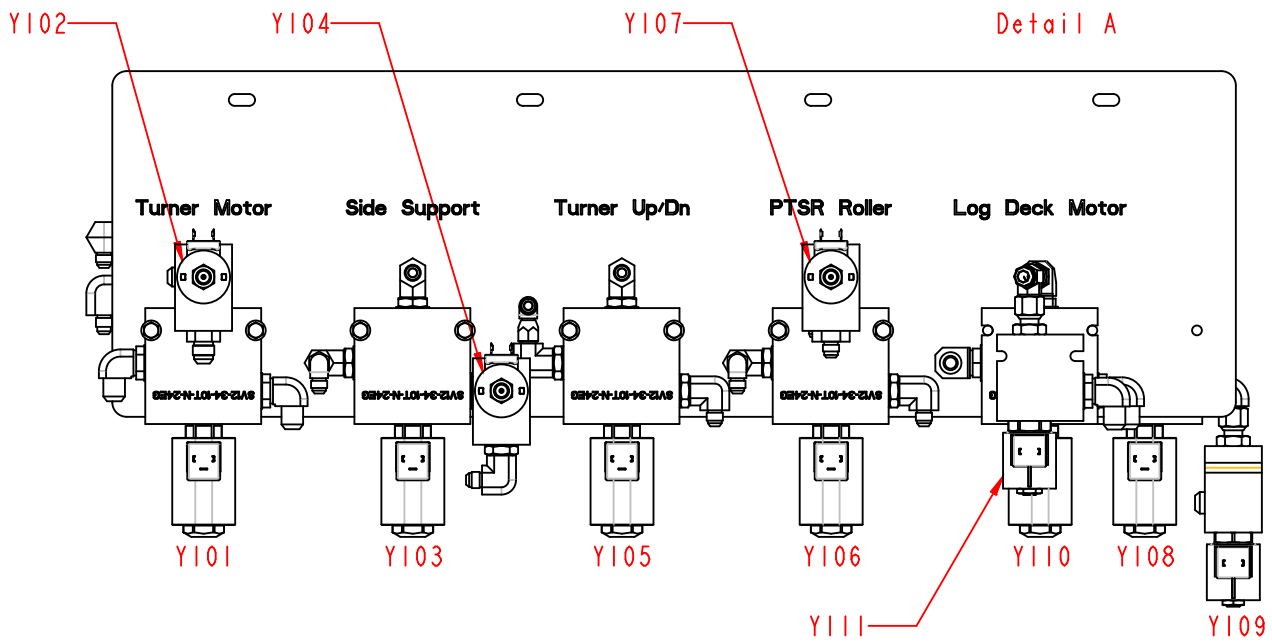 Y102 Y104 Y107 Detail A
Turner Motor Side Support Turner Up/Dn PTSR Roller Log Deck Motor
SV12-34-10T-N-24EG SV12-34-10T-N-24EG SV12-34-10T-N-24EG SV12-34-10T-N-24EG
Y101 Y103 Y105 Y106 Y110 Y108
Y111 Y109